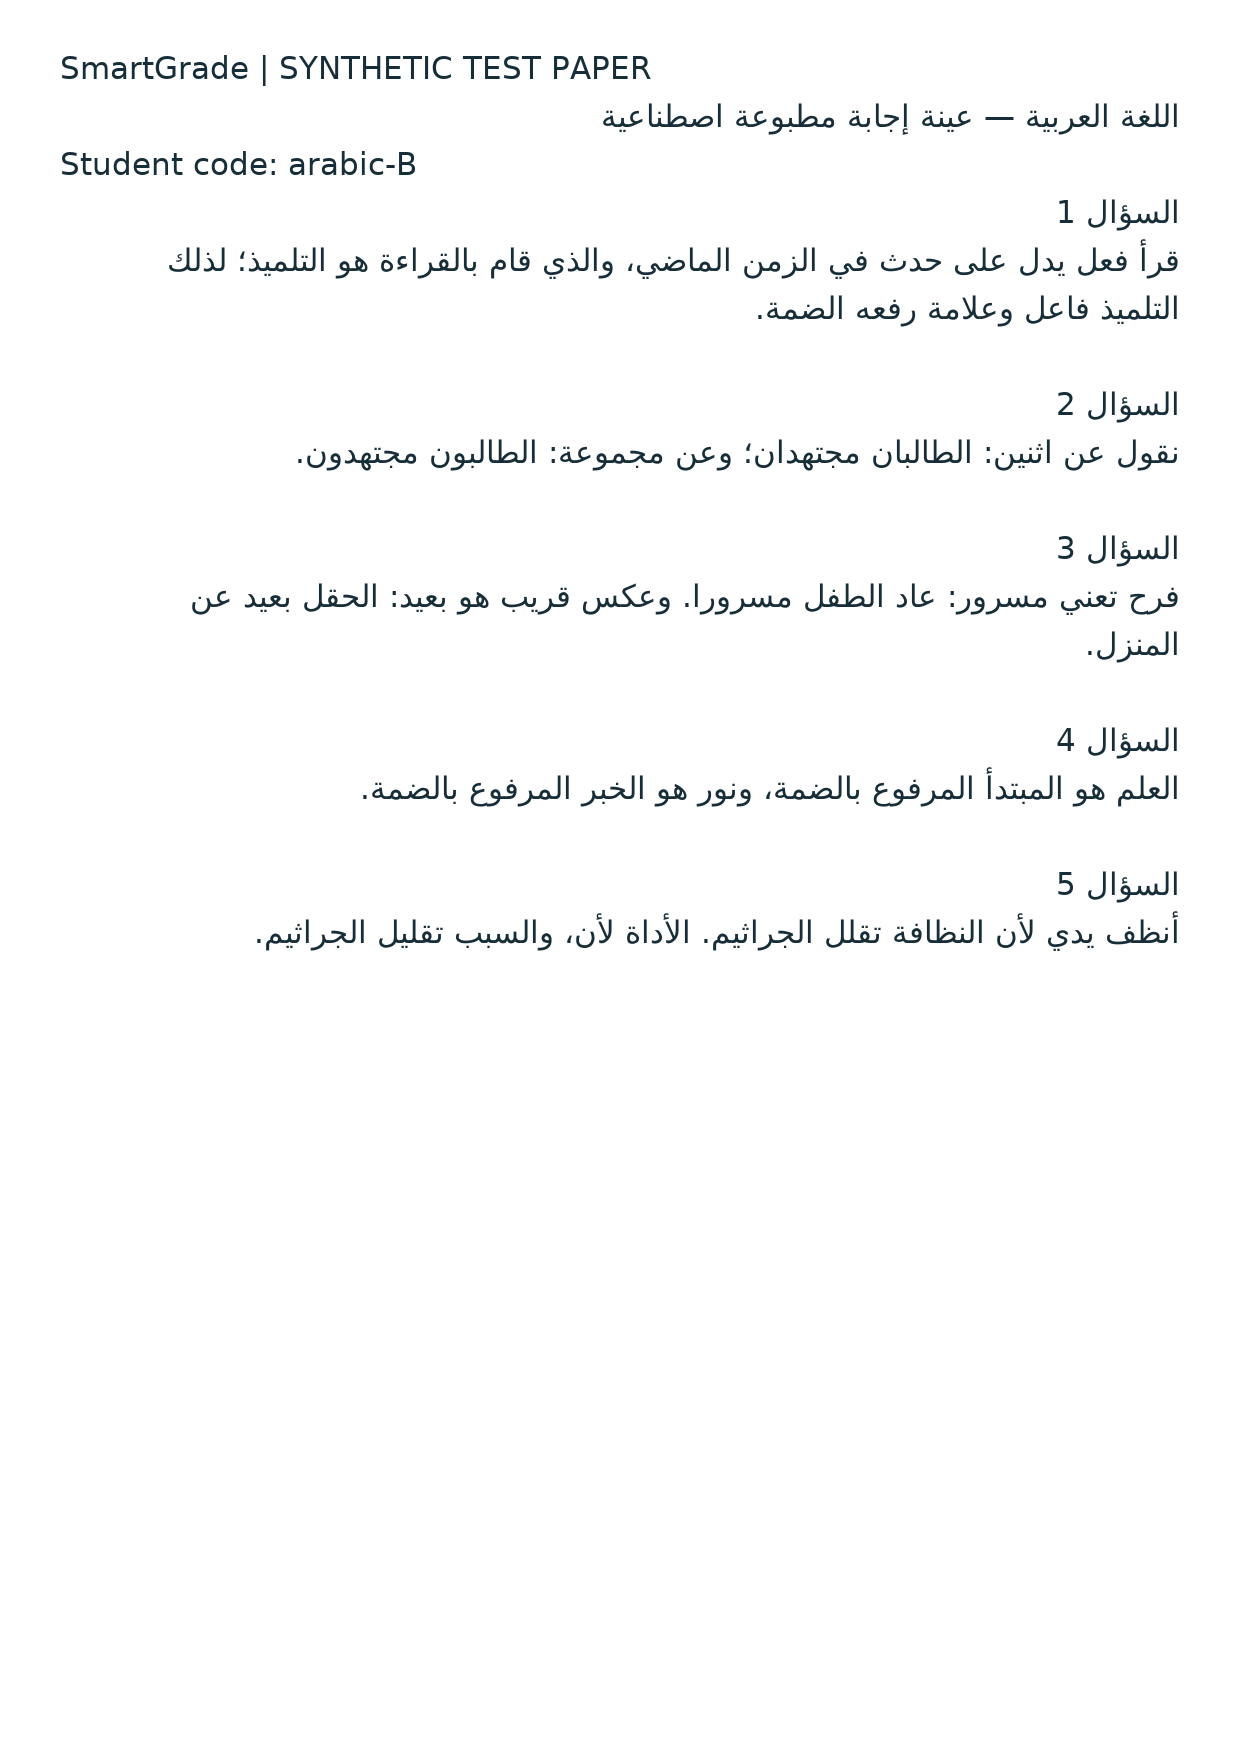 SmartGrade | SYNTHETIC TEST PAPER
اللغة العربية — عينة إجابة مطبوعة اصطناعية
Student code: arabic-B
السؤال 1
قرأ فعل يدل على حدث في الزمن الماضي، والذي قام بالقراءة هو التلميذ؛ لذلك
التلميذ فاعل وعلامة رفعه الضمة.
السؤال 2
نقول عن اثنين: الطالبان مجتهدان؛ وعن مجموعة: الطالبون مجتهدون.
السؤال 3
فرح تعني مسرور: عاد الطفل مسرورا. وعكس قريب هو بعيد: الحقل بعيد عن
المنزل.
السؤال 4
العلم هو المبتدأ المرفوع بالضمة، ونور هو الخبر المرفوع بالضمة.
السؤال 5
أنظف يدي لأن النظافة تقلل الجراثيم. الأداة لأن، والسبب تقليل الجراثيم.